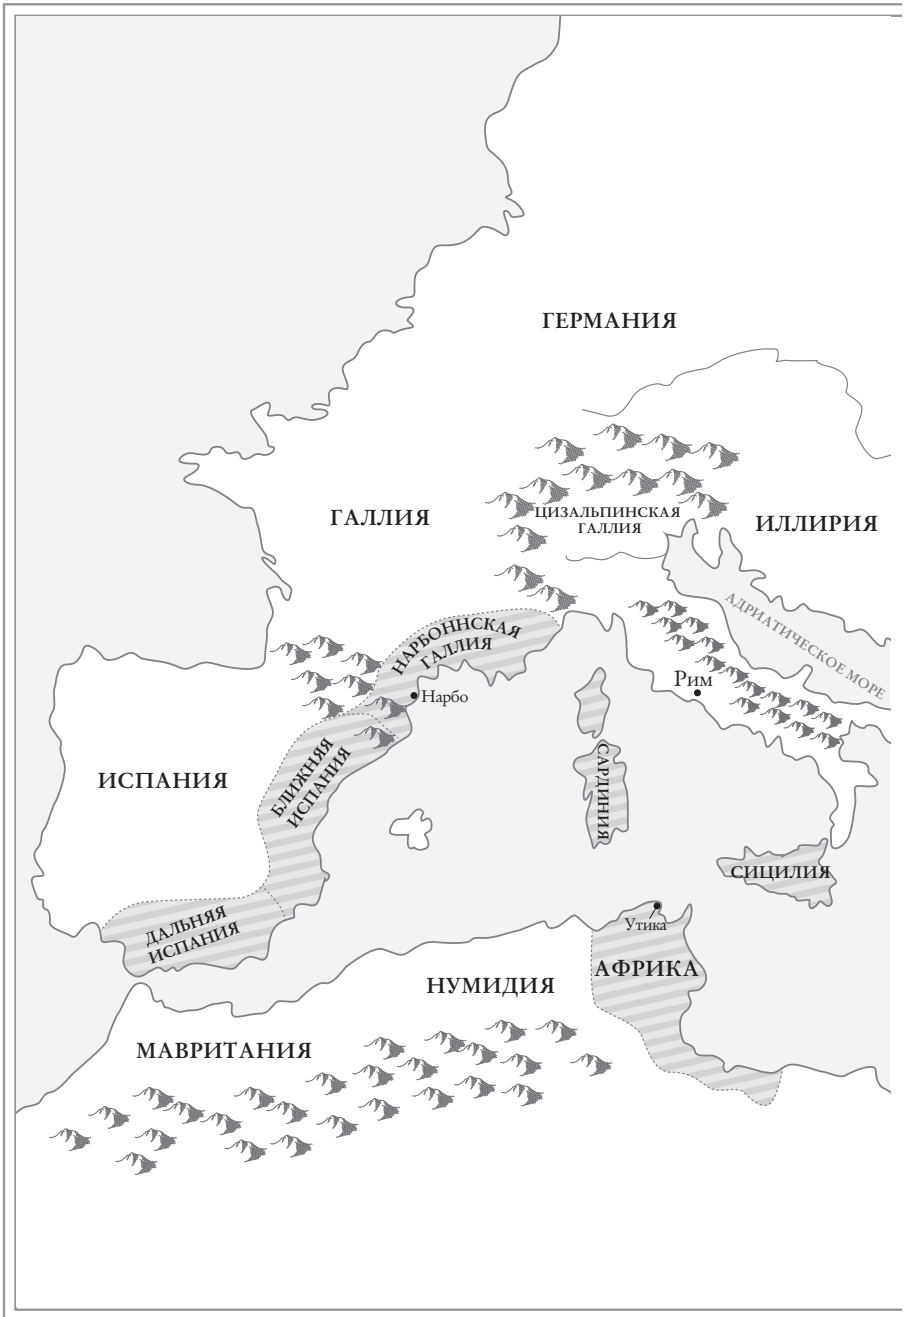 ГЕРМАНИЯ
ГАЛЛИЯ
ЦИЗАЛЬПИНСКАЯ
ГАЛЛИЯ
ИЛЛИРИЯ
АДРИАТИЧЕСКОЕ МОРЕ
НАРБОННСКАЯ
ГАЛЛИЯ
Нарбо
Рим
ИСПАНИЯ
БЛИЖНЯЯ
ИСПАНИЯ
САРДИНИЯ
СИЦИЛИЯ
ДАЛЬНЯЯ
ИСПАНИЯ
Утика
АФРИКА
НУМИДИЯ
МАВРИТАНИЯ